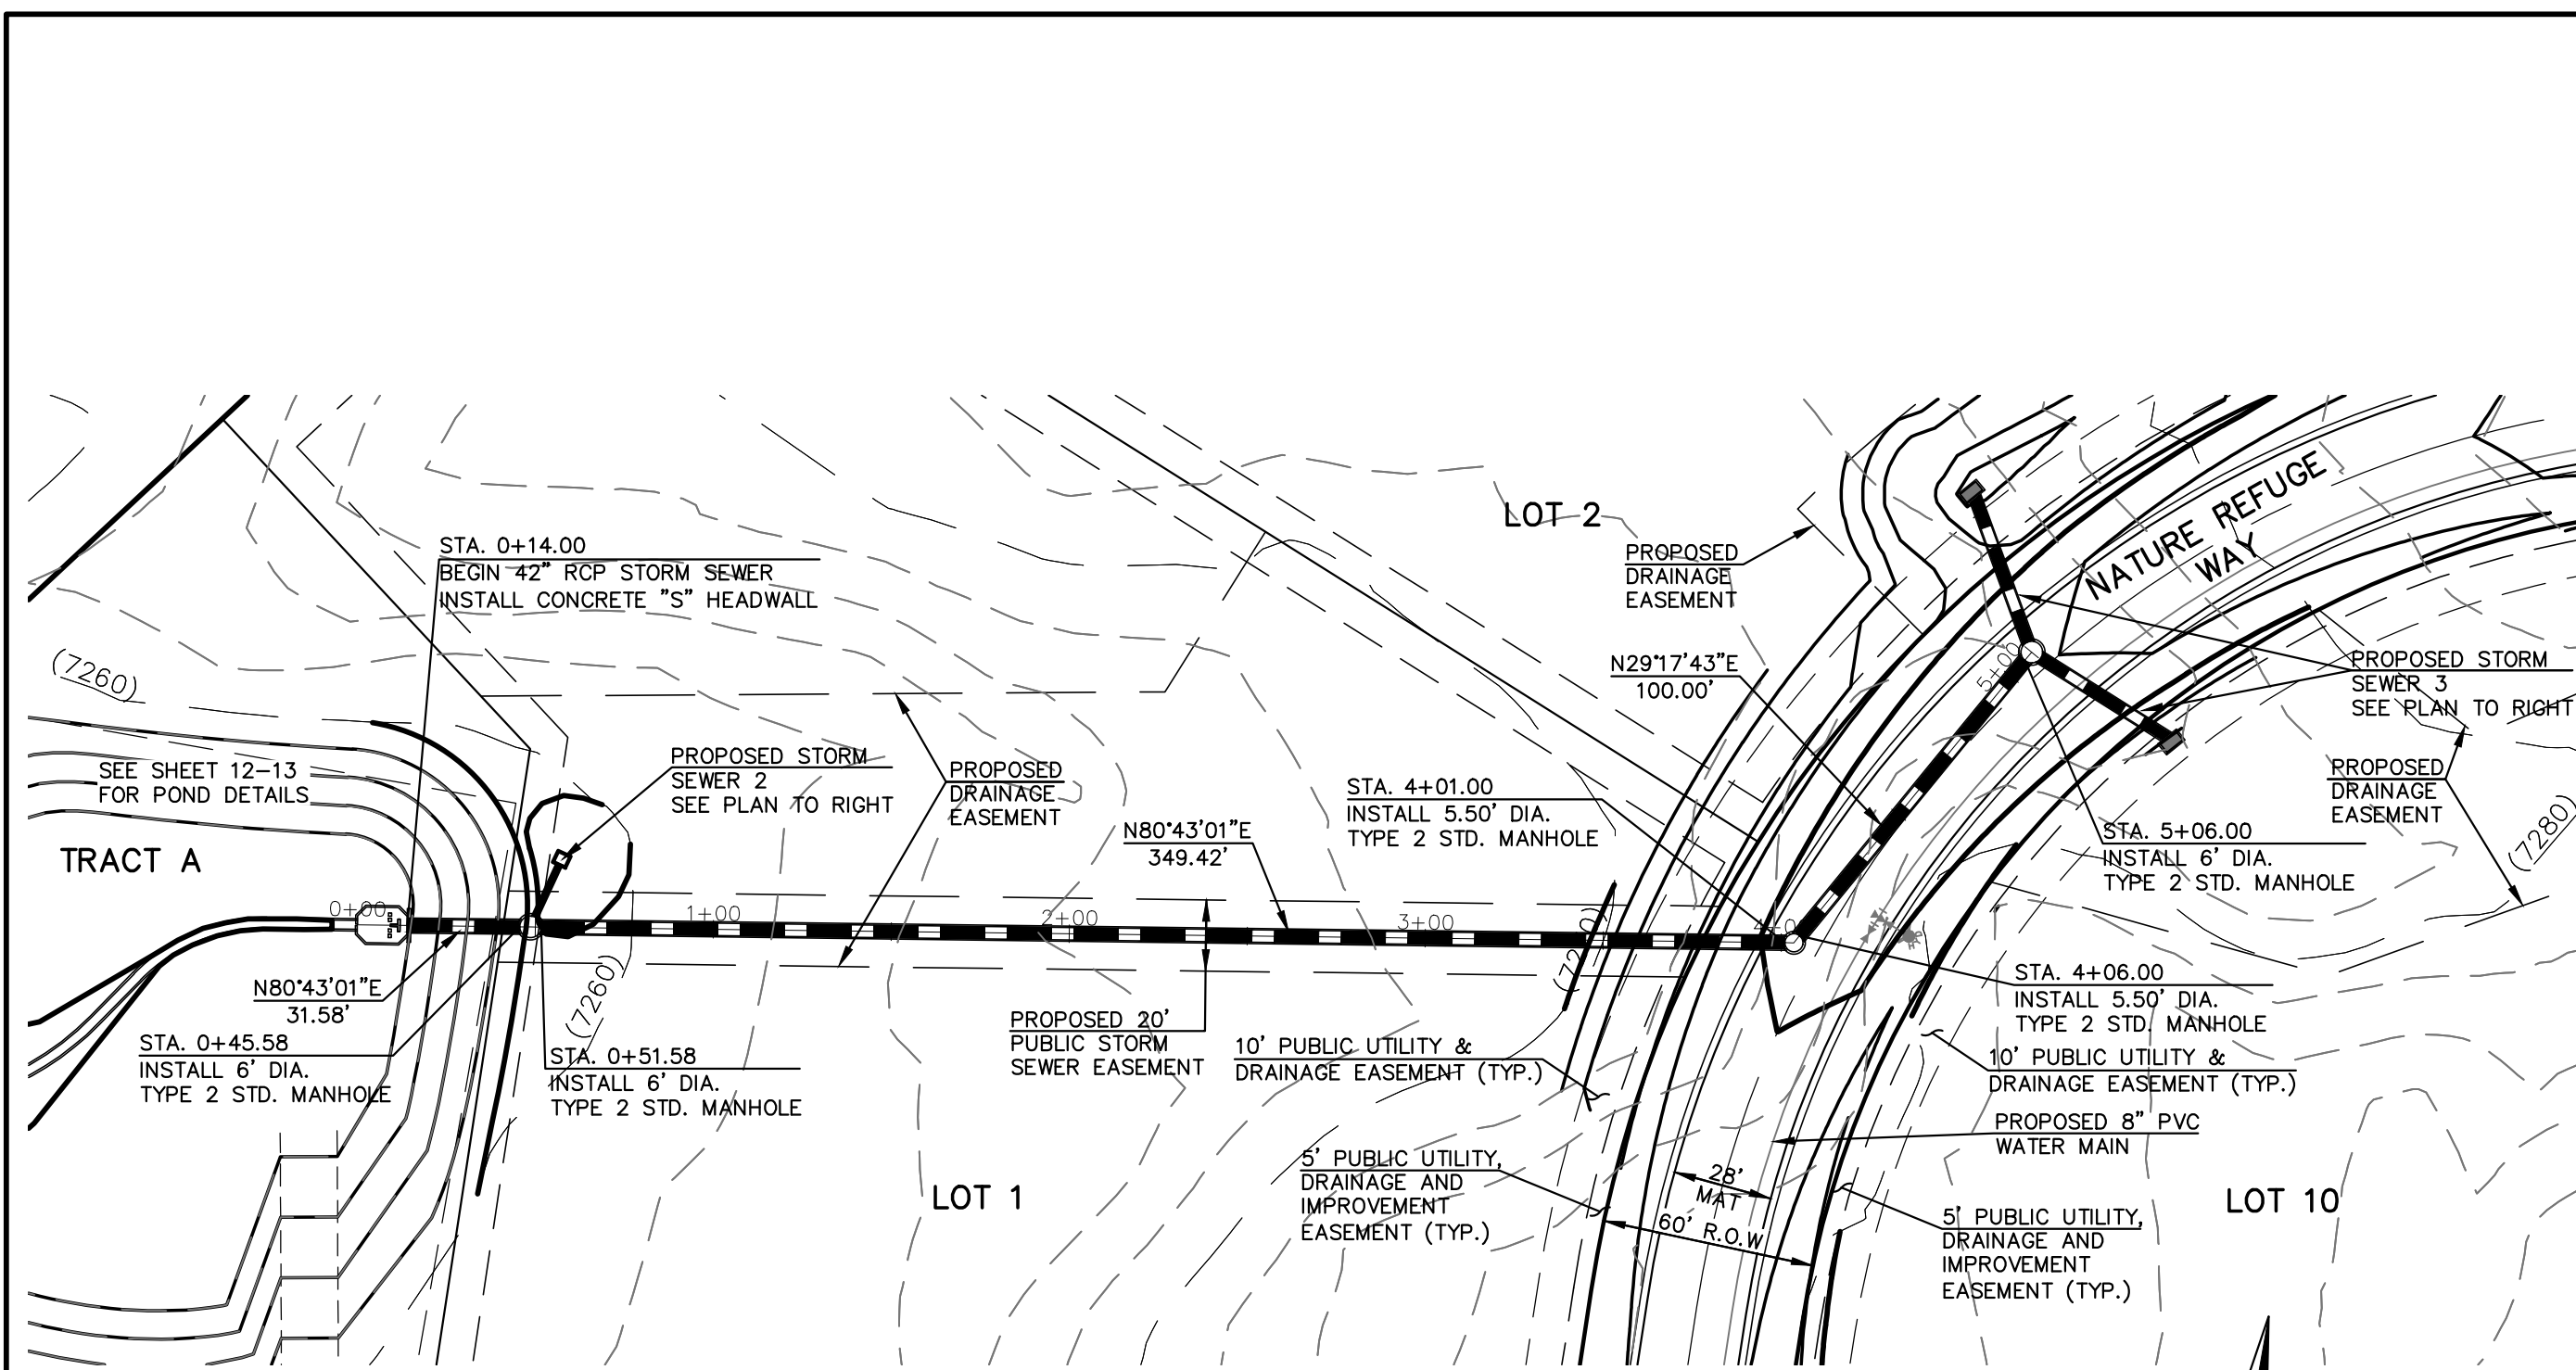 LOT 2
STA. 0+14.00
BEGIN 42" RCP STORM SEWER
INSTALL CONCRETE "S" HEADWALL
PROPOSED
DRAINAGE
EASEMENT
NATURE REFUGE
WAY
(7260)
N29°17'43"E
100.00'
5+00
PROPOSED STORM
SEWER 3
SEE PLAN TO RIGHT
SEE SHEET 12-13
FOR POND DETAILS
PROPOSED STORM
SEWER 2
SEE PLAN TO RIGHT
PROPOSED
DRAINAGE
EASEMENT
STA. 4+01.00
INSTALL 5.50' DIA.
TYPE 2 STD. MANHOLE
N80°43'01"E
349.42'
PROPOSED
DRAINAGE
EASEMENT
(7280)
STA. 5+06.00
INSTALL 6' DIA.
TYPE 2 STD. MANHOLE
TRACT A
0+00
1+00
2+00
3+00
N80°43'01"E
31.58'
(7260)
STA. 0+45.58
INSTALL 6' DIA.
TYPE 2 STD. MANHOLE
STA. 0+51.58
INSTALL 6' DIA.
TYPE 2 STD. MANHOLE
PROPOSED 20'
PUBLIC STORM
SEWER EASEMENT
10' PUBLIC UTILITY &
DRAINAGE EASEMENT (TYP.)
STA. 4+06.00
INSTALL 5.50' DIA.
TYPE 2 STD. MANHOLE
10' PUBLIC UTILITY &
DRAINAGE EASEMENT (TYP.)
PROPOSED 8" PVC
WATER MAIN
LOT 1
5' PUBLIC UTILITY,
DRAINAGE AND
IMPROVEMENT
EASEMENT (TYP.)
28'
MAT
60' R.O.W
5' PUBLIC UTILITY,
DRAINAGE AND
IMPROVEMENT
EASEMENT (TYP.)
LOT 10